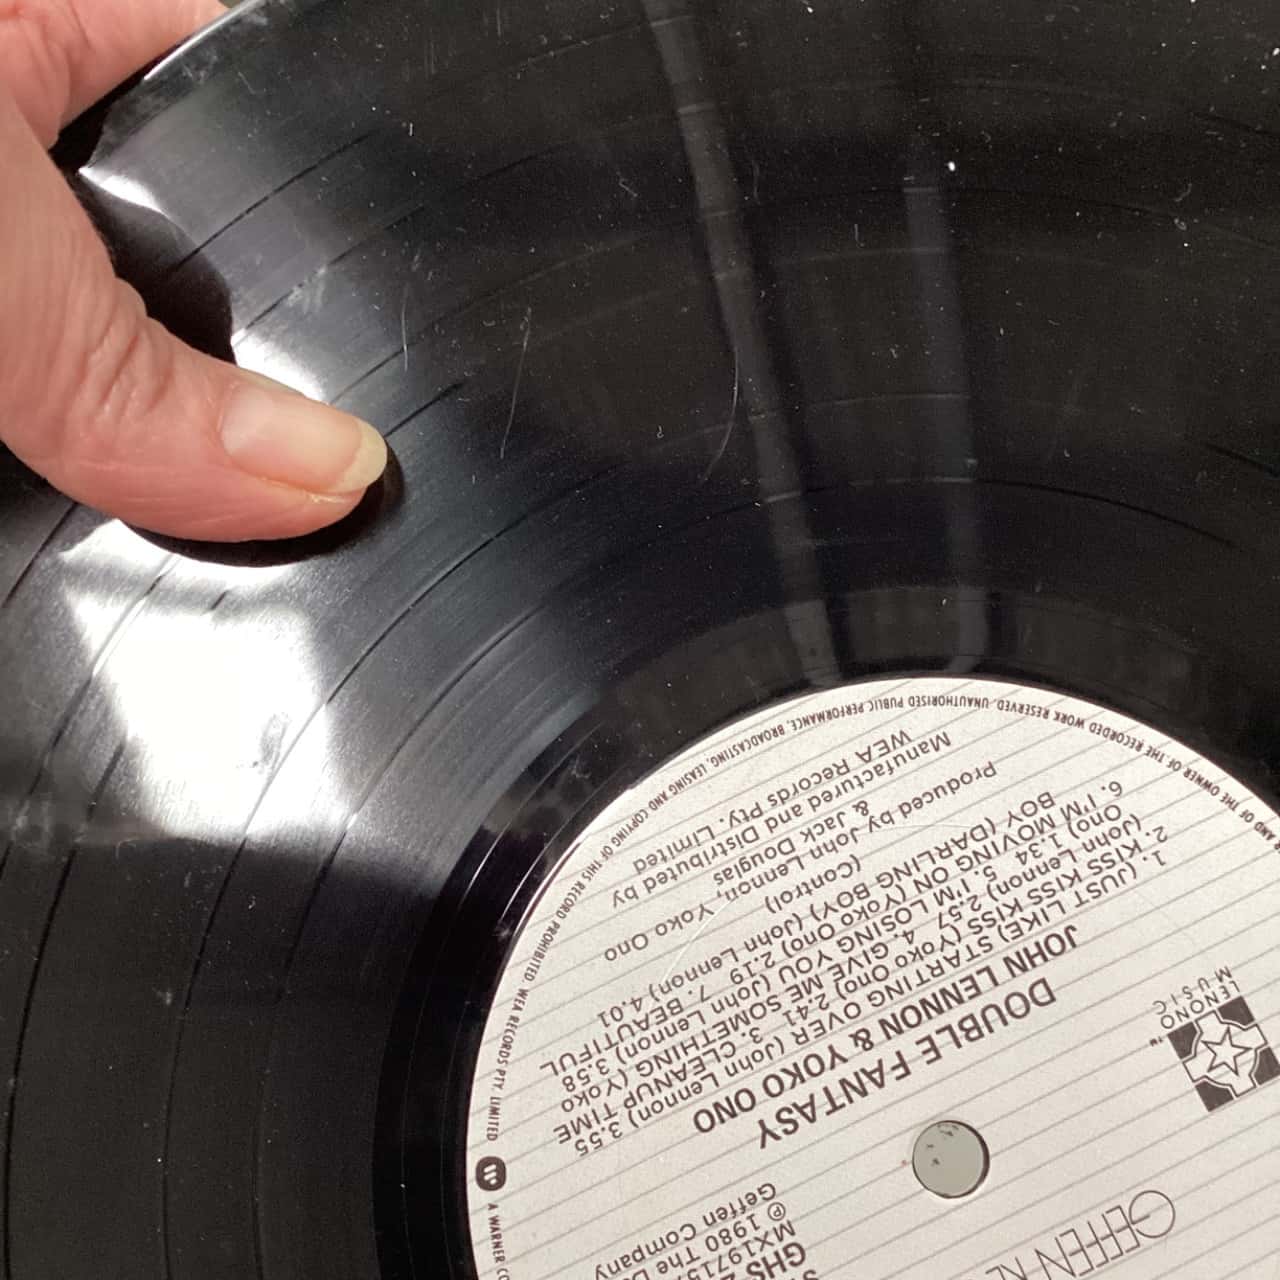 GEFFEN
GHS
MX1971
℗ 1980 The
Geffen Company
LENONO
MUSIC
TM
DOUBLE FANTASY
JOHN LENNON & YOKO ONO
1. (JUST LIKE) STARTING OVER (John Lennon) 3.55
2. KISS KISS KISS (Yoko Ono) 2.41 3. CLEANUP TIME
(John Lennon) 2.57 4. GIVE ME SOMETHING (Yoko
Ono) 1.34 5. I'M LOSING YOU (John Lennon) 3.58
6. I'M MOVING ON (Yoko Ono) 2.19 7. BEAUTIFUL
BOY (DARLING BOY) (John Lennon) 4.01
(Control)
Produced by John Lennon, Yoko Ono
& Jack Douglas
Manufactured and Distributed by
WEA Records Pty. Limited
AND OF THE OWNER OF THE RECORDED WORK RESERVED. UNAUTHORISED PUBLIC PERFORMANCE, BROADCASTING, LEASING AND COPYING OF THIS RECORD PROHIBITED. WEA RECORDS PTY. LIMITED A WARNER